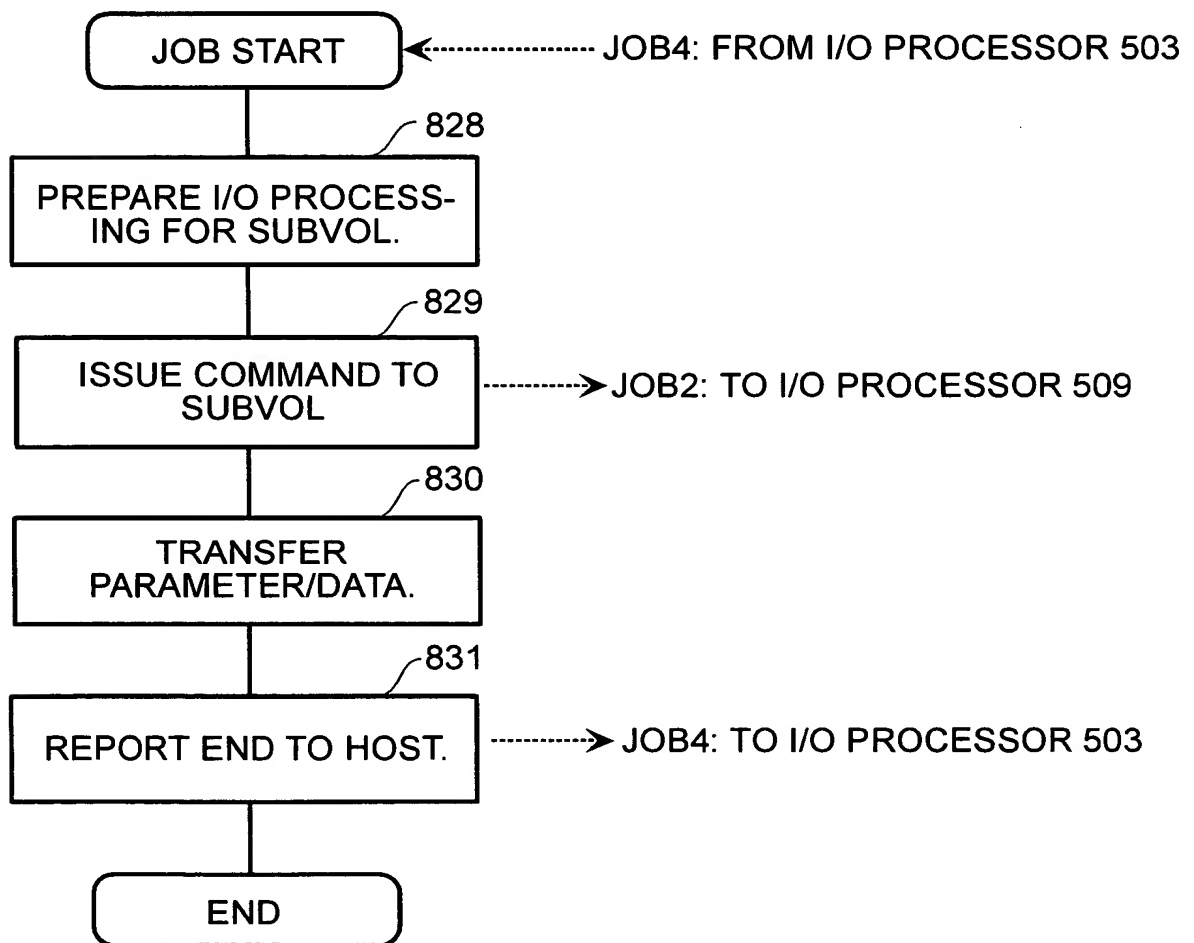 JOB START
JOB4: FROM I/O PROCESSOR 503
828
PREPARE I/O PROCESS-
ING FOR SUBVOL.
829
ISSUE COMMAND TO
SUBVOL
JOB2: TO I/O PROCESSOR 509
830
TRANSFER
PARAMETER/DATA.
831
REPORT END TO HOST.
JOB4: TO I/O PROCESSOR 503
END